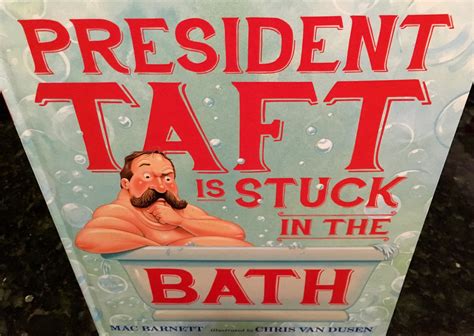 PRESIDENT
TAFT
IS STUCK
IN THE
BATH
MAC BARNETT illustrated by CHRIS VAN DUSEN